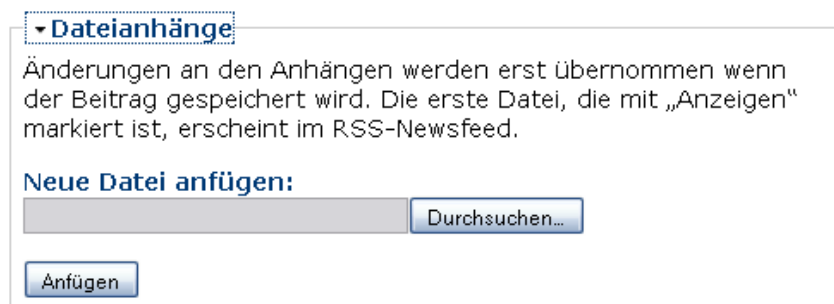 Dateianhänge
Änderungen an den Anhängen werden erst übernommen wenn
der Beitrag gespeichert wird. Die erste Datei, die mit „Anzeigen“
markiert ist, erscheint im RSS-Newsfeed.
Neue Datei anfügen:
Durchsuchen...
Anfügen